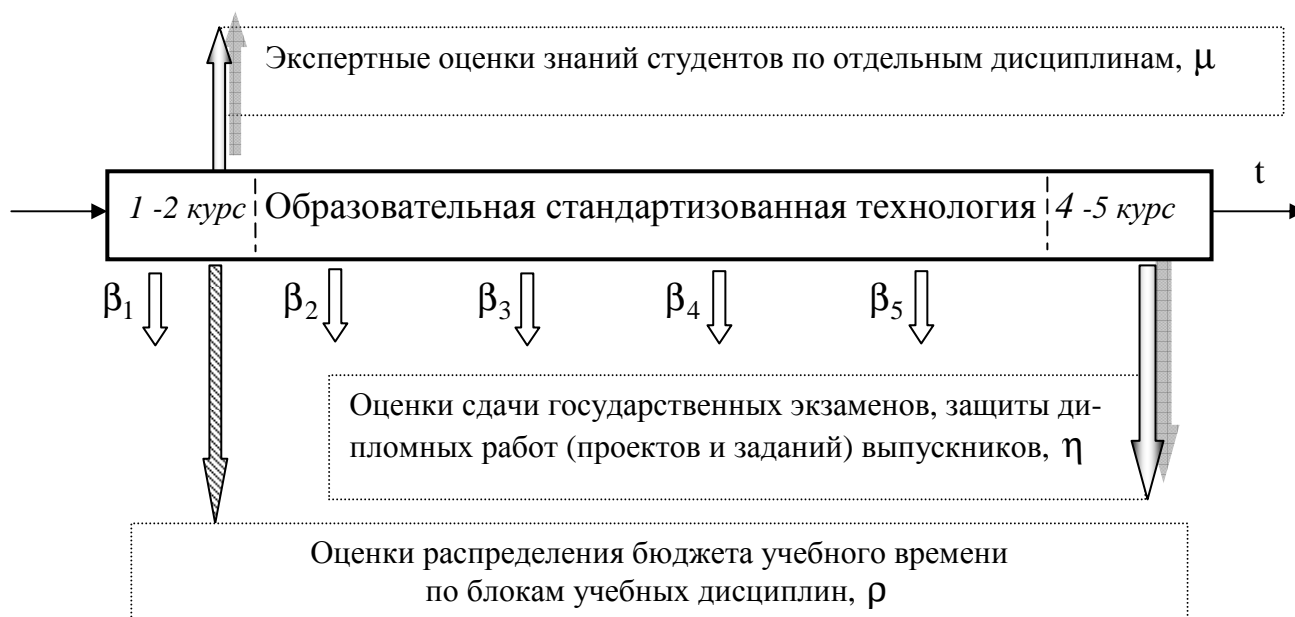 Экспертные оценки знаний студентов по отдельным дисциплинам, μ
t
1 -2 курс Образовательная стандартизованная технология 4 -5 курс
β1 β2 β3 β4 β5
Оценки сдачи государственных экзаменов, защиты ди-
пломных работ (проектов и заданий) выпускников, η
Оценки распределения бюджета учебного времени
по блокам учебных дисциплин, ρ